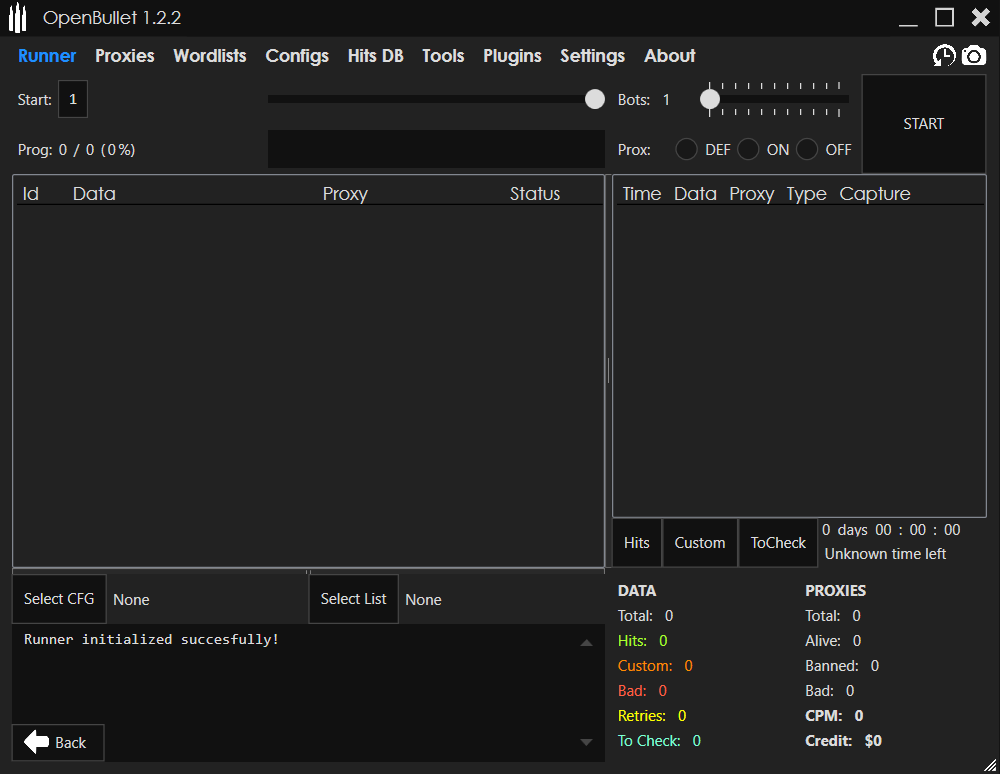 OpenBullet 1.2.2
Runner Proxies Wordlists Configs Hits DB Tools Plugins Settings About
Start: 1 Bots: 1
START
Prog: 0 / 0 (0%) Prox: DEF ON OFF
Id Data Proxy Status
Time Data Proxy Type Capture
Hits Custom ToCheck
0 days 00 : 00 : 00
Unknown time left
Select CFG None Select List None
Runner initialized succesfully!
Back
DATA
Total: 0
Hits: 0
Custom: 0
Bad: 0
Retries: 0
To Check: 0
PROXIES
Total: 0
Alive: 0
Banned: 0
Bad: 0
CPM: 0
Credit: $0